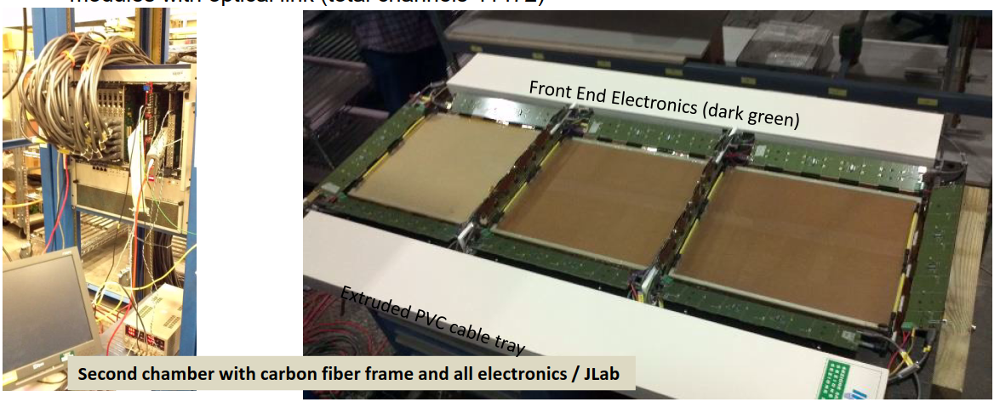 Front End Electronics (dark green)
Extruded PVC cable tray
Second chamber with carbon fiber frame and all electronics / JLab